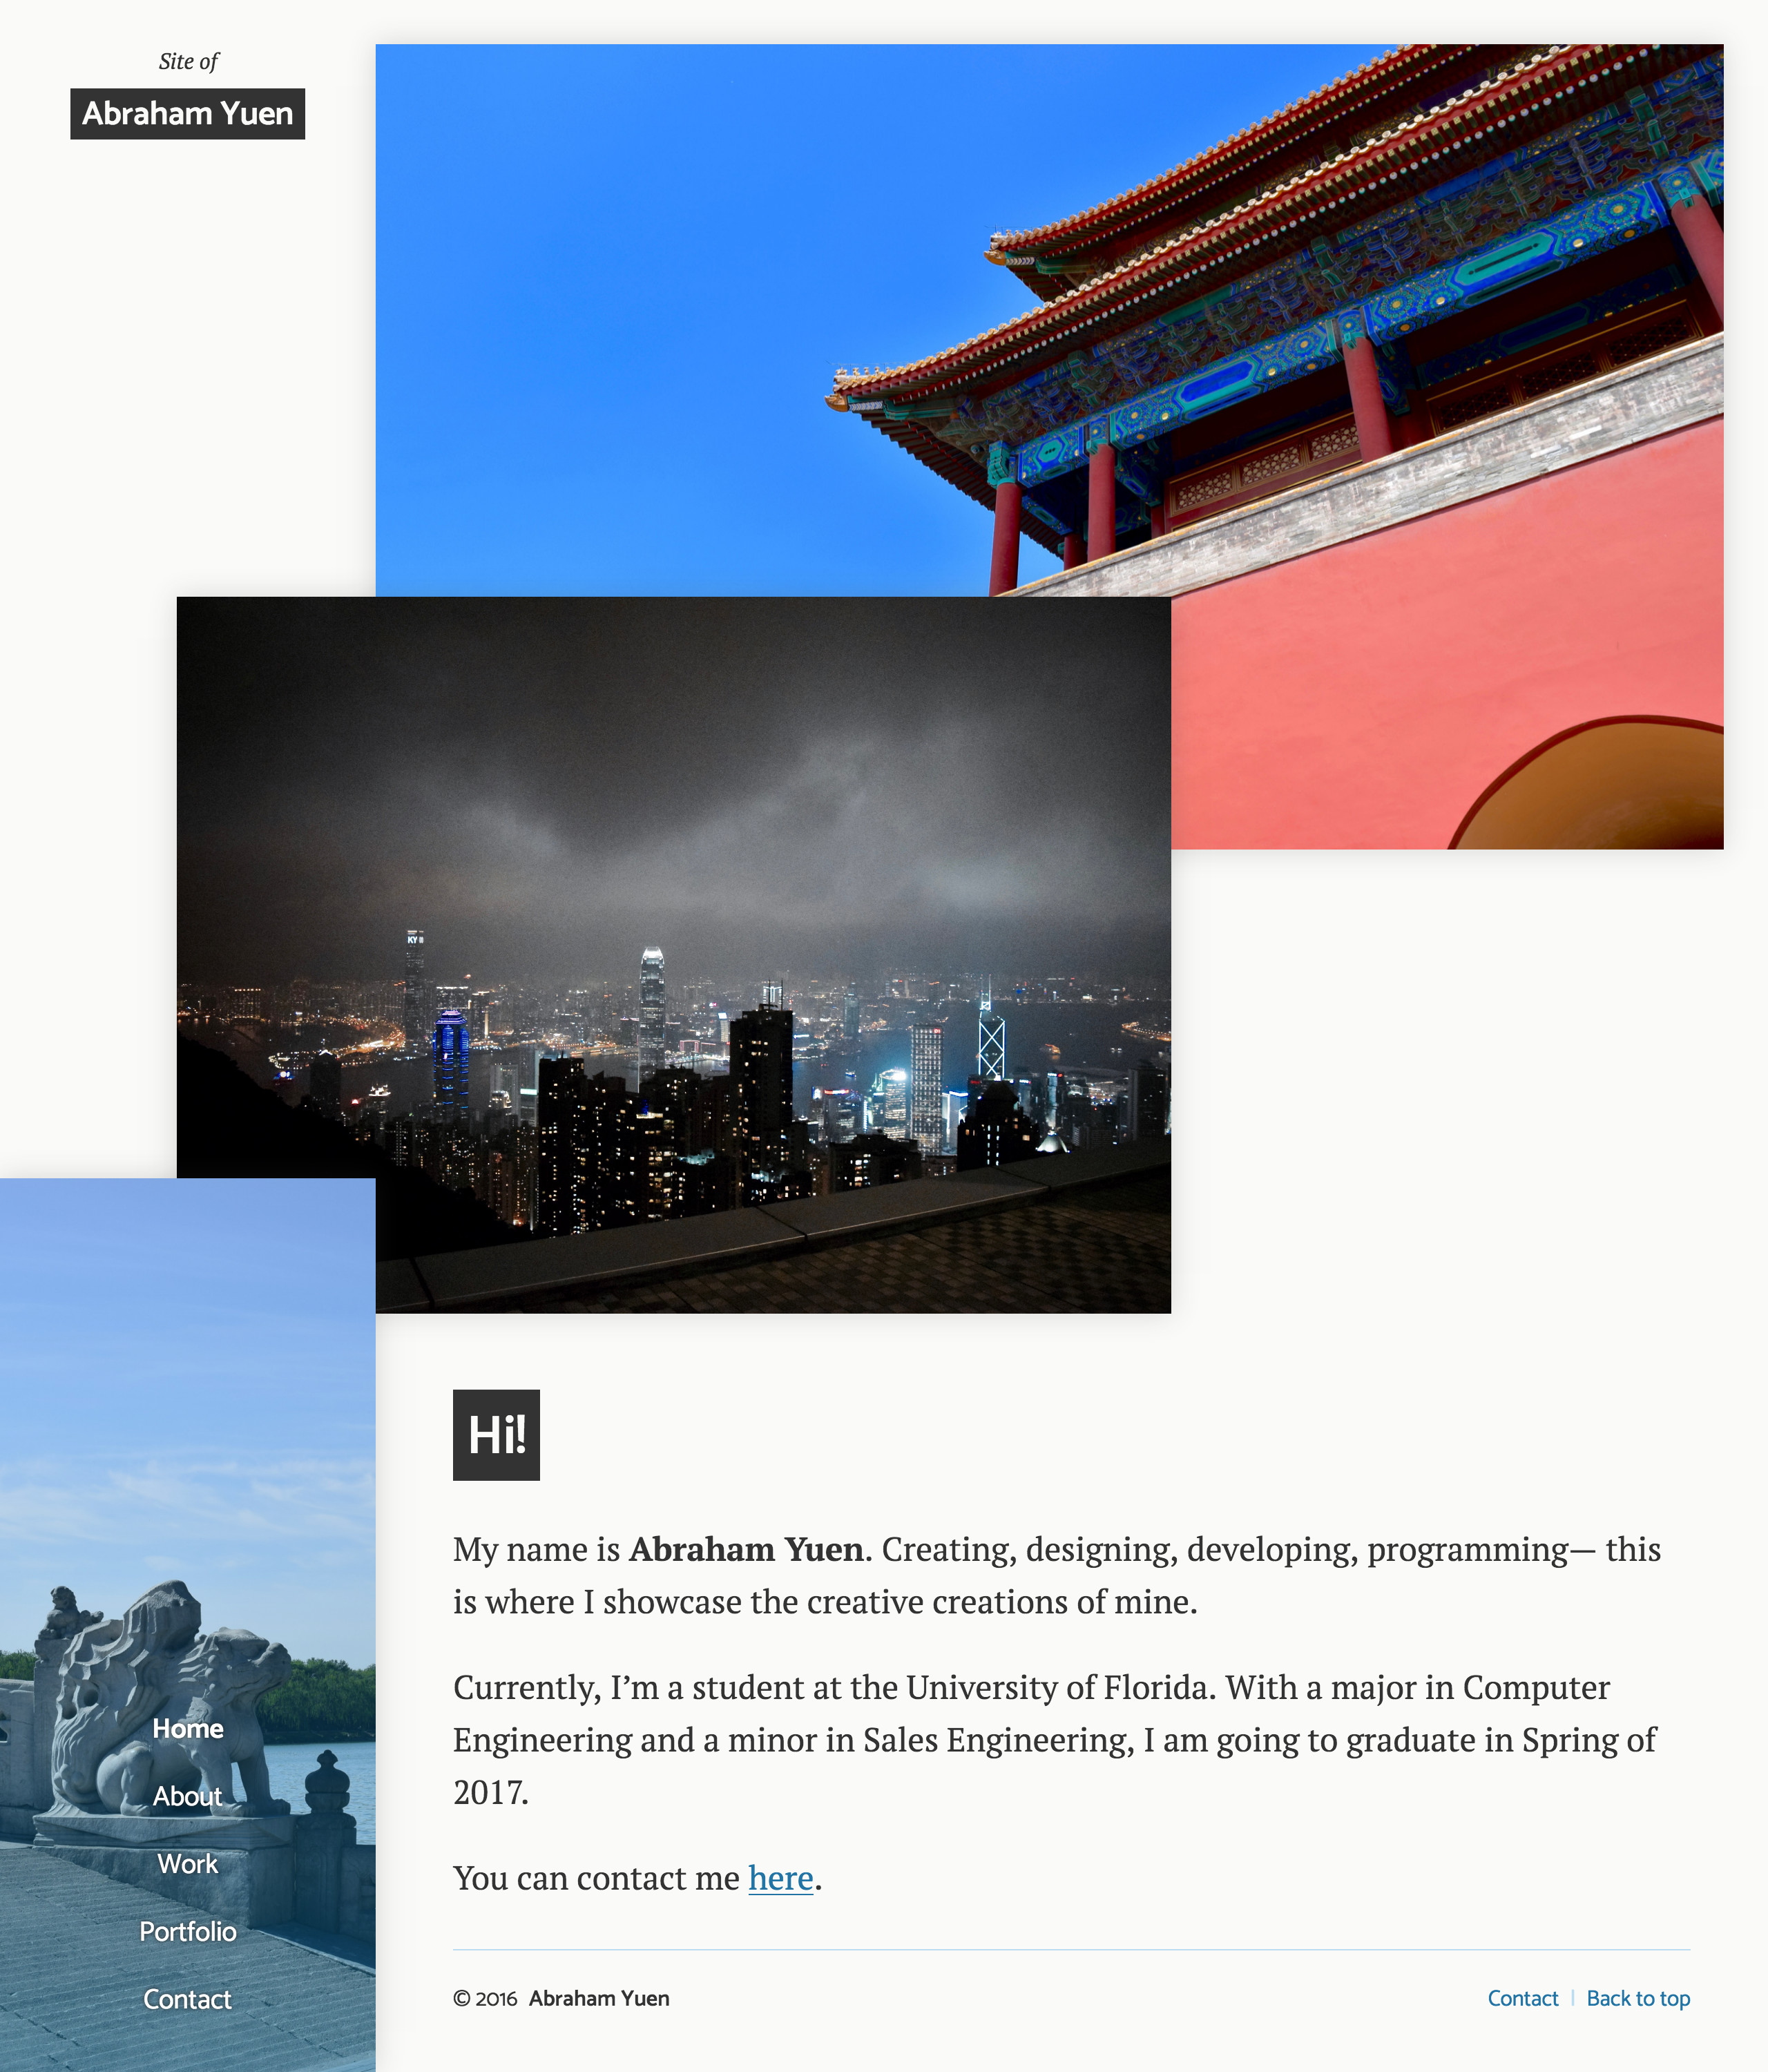 Site of
Abraham Yuen
KY
Hi!
My name is Abraham Yuen. Creating, designing, developing, programming— this
is where I showcase the creative creations of mine.
Currently, I’m a student at the University of Florida. With a major in Computer
Engineering and a minor in Sales Engineering, I am going to graduate in Spring of
2017.
You can contact me here.
Home
About
Work
Portfolio
Contact
© 2016 Abraham Yuen
Contact | Back to top